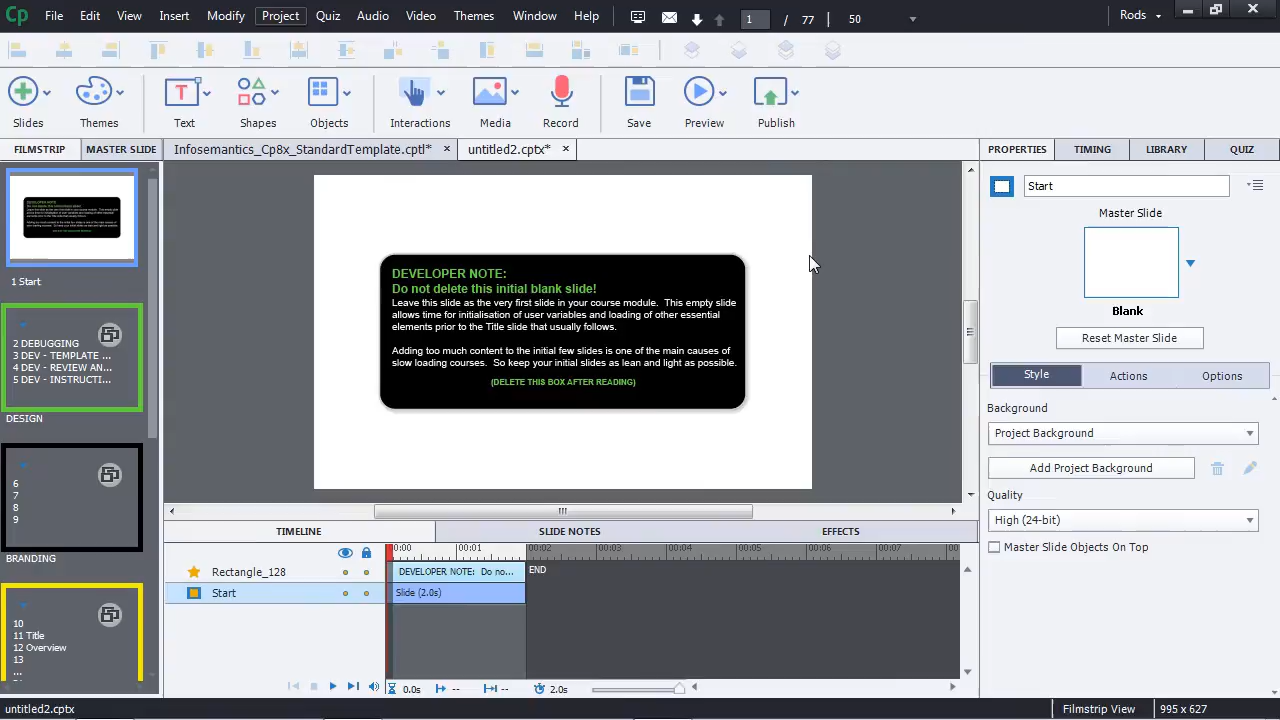 Cp File Edit View Insert Modify Project Quiz Audio Video Themes Window Help 1 / 77 50 Rods
Slides Themes Text Shapes Objects Interactions Media Record Save Preview Publish
FILMSTRIP MASTER SLIDE Infosemantics_Cp8x_StandardTemplate.cptl* × untitled2.cptx* × PROPERTIES TIMING LIBRARY QUIZ
Start
Master Slide
Blank
Reset Master Slide
Style Actions Options
Background
Project Background
Add Project Background
Quality
High (24-bit)
Master Slide Objects On Top
1 Start
2 DEBUGGING
3 DEV - TEMPLATE ...
4 DEV - REVIEW AN...
5 DEV - INSTRUCTI...
DESIGN
6
7
8
9
BRANDING
10
11 Title
12 Overview
13
...
DEVELOPER NOTE:
Do not delete this initial blank slide!
Leave this slide as the very first slide in your course module. This empty slide
allows time for initialisation of user variables and loading of other essential
elements prior to the Title slide that usually follows.
Adding too much content to the initial few slides is one of the main causes of
slow loading courses. So keep your initial slides as lean and light as possible.
(DELETE THIS BOX AFTER READING)
TIMELINE SLIDE NOTES EFFECTS
00:00 00:01 00:02 00:03 00:04 00:05 00:06 00:07
Rectangle_128 DEVELOPER NOTE: Do no... END
Start Slide (2.0s)
0.0s -- -- 2.0s
untitled2.cptx Filmstrip View 995 x 627